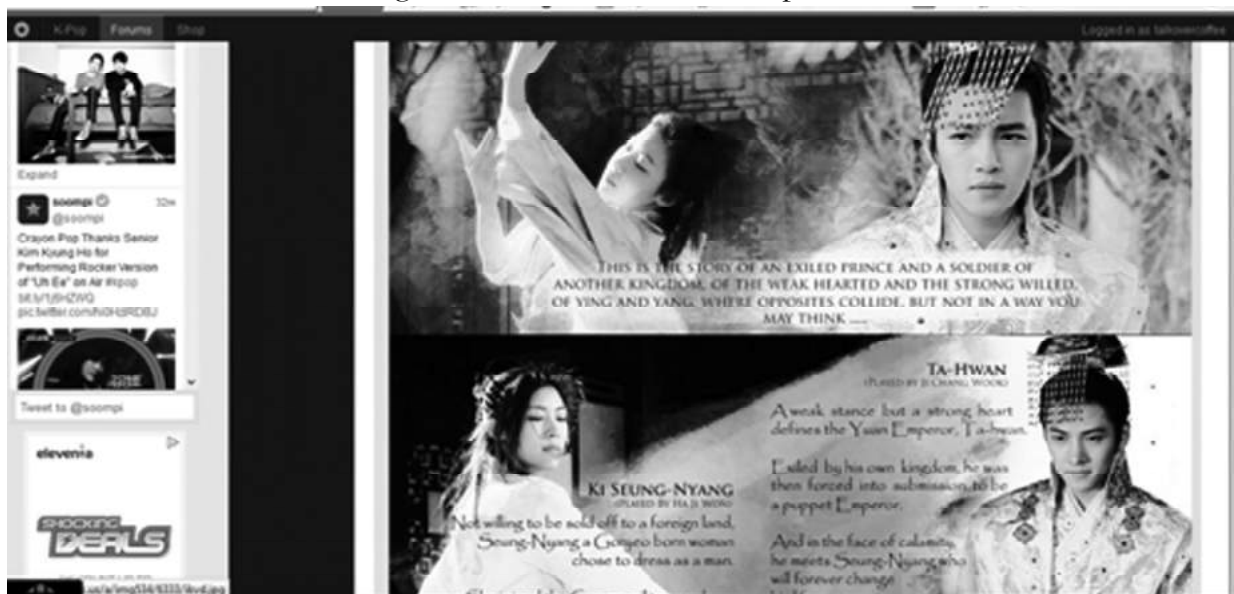 K-Pop Forums Shop
Logged in as talkovercoffee
Expand
soompi 32m
@soompi
Crayon Pop Thanks Senior
Kim Kyung Ho for
Performing Rocker Version
of "Uh Ee" on Air #kpop
Tweet to @soompi
elevenia
SHOCKING
DEALS
THIS IS THE STORY OF AN EXILED PRINCE AND A SOLDIER OF
ANOTHER KINGDOM, OF THE WEAK HEARTED AND THE STRONG WILLED,
OF YING AND YANG, WHERE OPPOSITES COLLIDE. BUT NOT IN A WAY YOU
MAY THINK .....
KI SEUNG-NYANG
(PLAYED BY HA JI WON)
Not willing to be sold off to a foreign land,
Seung-Nyang a Goryeo born woman
chose to dress as a man.
TA-HWAN
(PLAYED BY JI CHANG WOOK)
A weak stance but a strong heart
defines the Yuan Emperor, Ta-hwan.
Exiled by his own kingdom, he was
then forced into submission to be
a puppet Emperor.
And in the face of calamity,
he meets Seung-Nyang who
will forever change